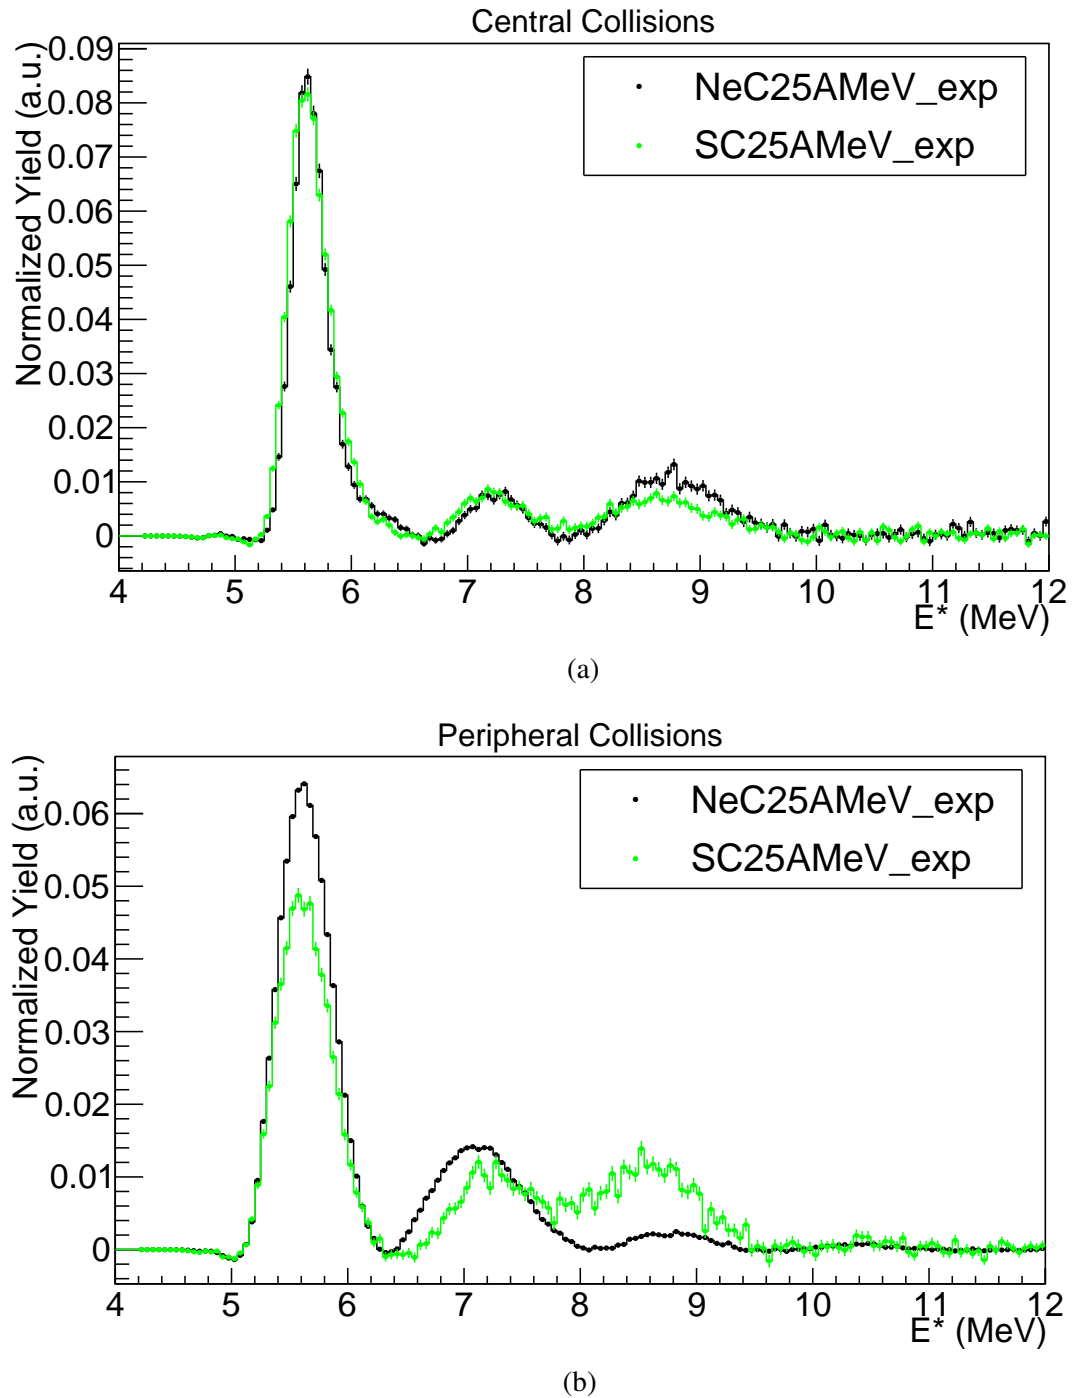 Central Collisions
Normalized Yield (a.u.)
0.09
0.08
0.07
0.06
0.05
0.04
0.03
0.02
0.01
0
NeC25AMeV_exp
SC25AMeV_exp
4 5 6 7 8 9 10 11 12
E* (MeV)
(a)
Peripheral Collisions
Normalized Yield (a.u.)
0.06
0.05
0.04
0.03
0.02
0.01
0
NeC25AMeV_exp
SC25AMeV_exp
4 5 6 7 8 9 10 11 12
E* (MeV)
(b)